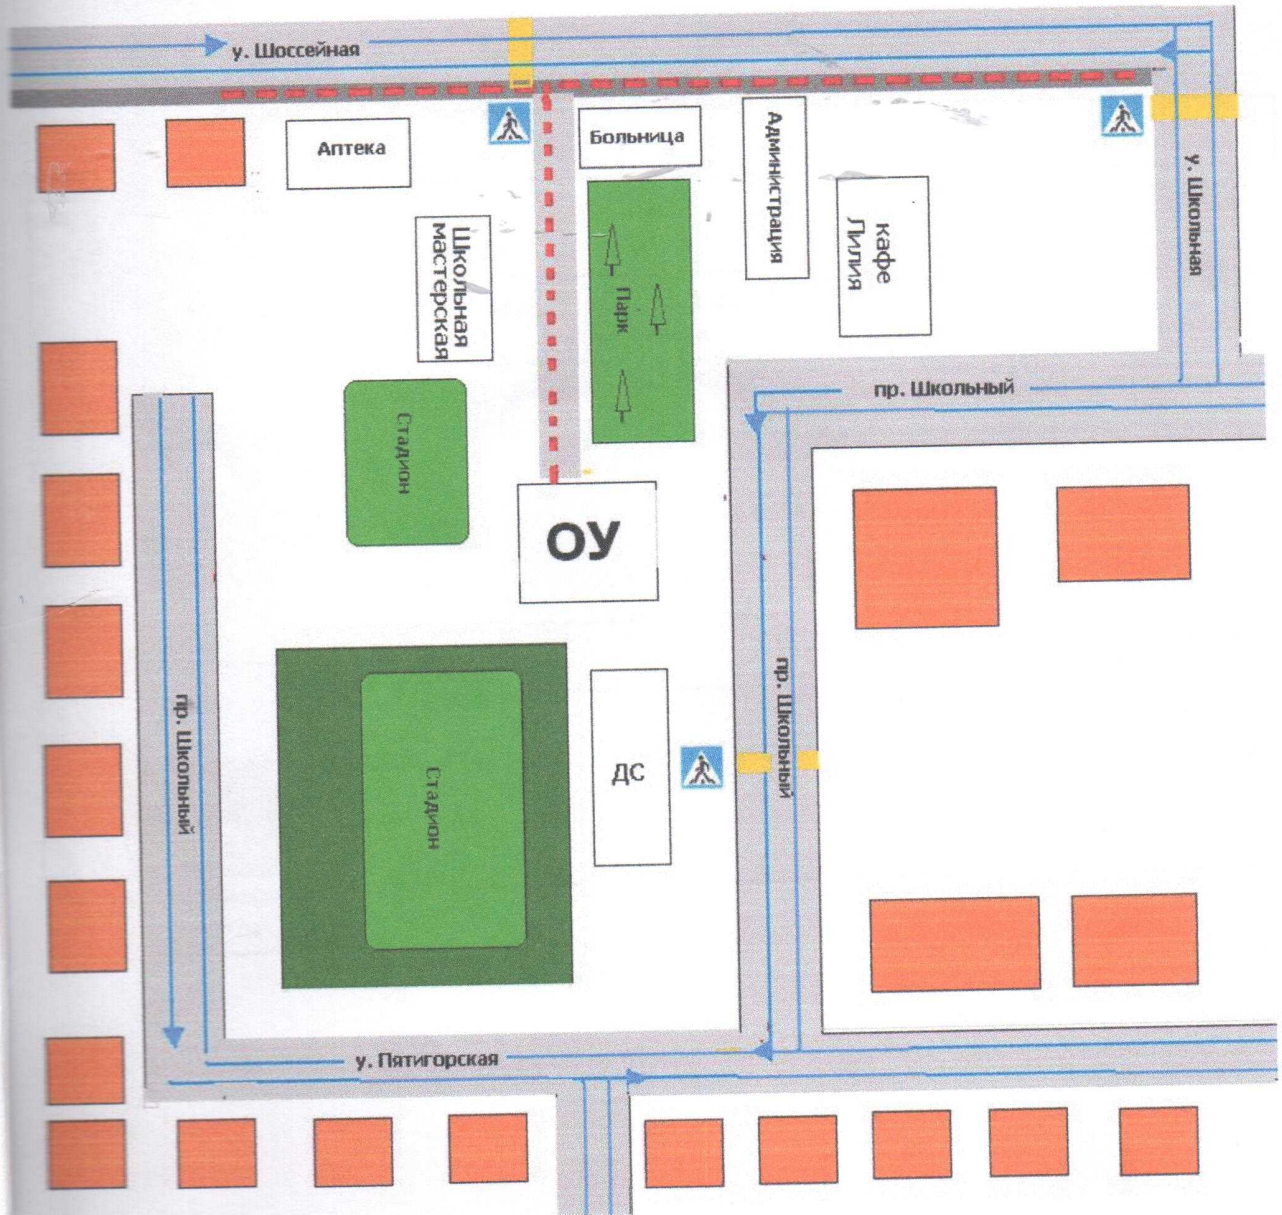 у. Шоссейная
Аптека
Больница
Администрация
кафе
Лилия
у. Школьная
Школьная
мастерская
Парк
пр. Школьный
Стадион
ОУ
пр. Школьный
пр. Школьный
ДС
Стадион
у. Пятигорская